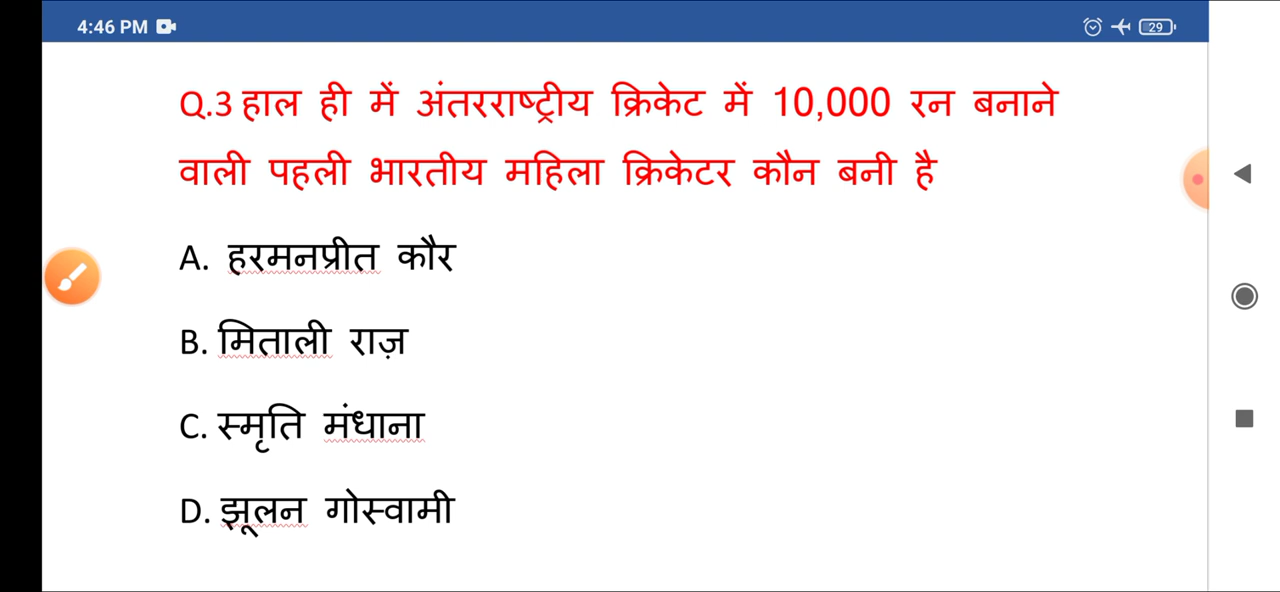 4:46 PM
29
Q.3 हाल ही में अंतरराष्ट्रीय क्रिकेट में 10,000 रन बनाने
वाली पहली भारतीय महिला क्रिकेटर कौन बनी है
A. हरमनप्रीत कौर
B. मिताली राज़
C. स्मृति मंधाना
D. झूलन गोस्वामी